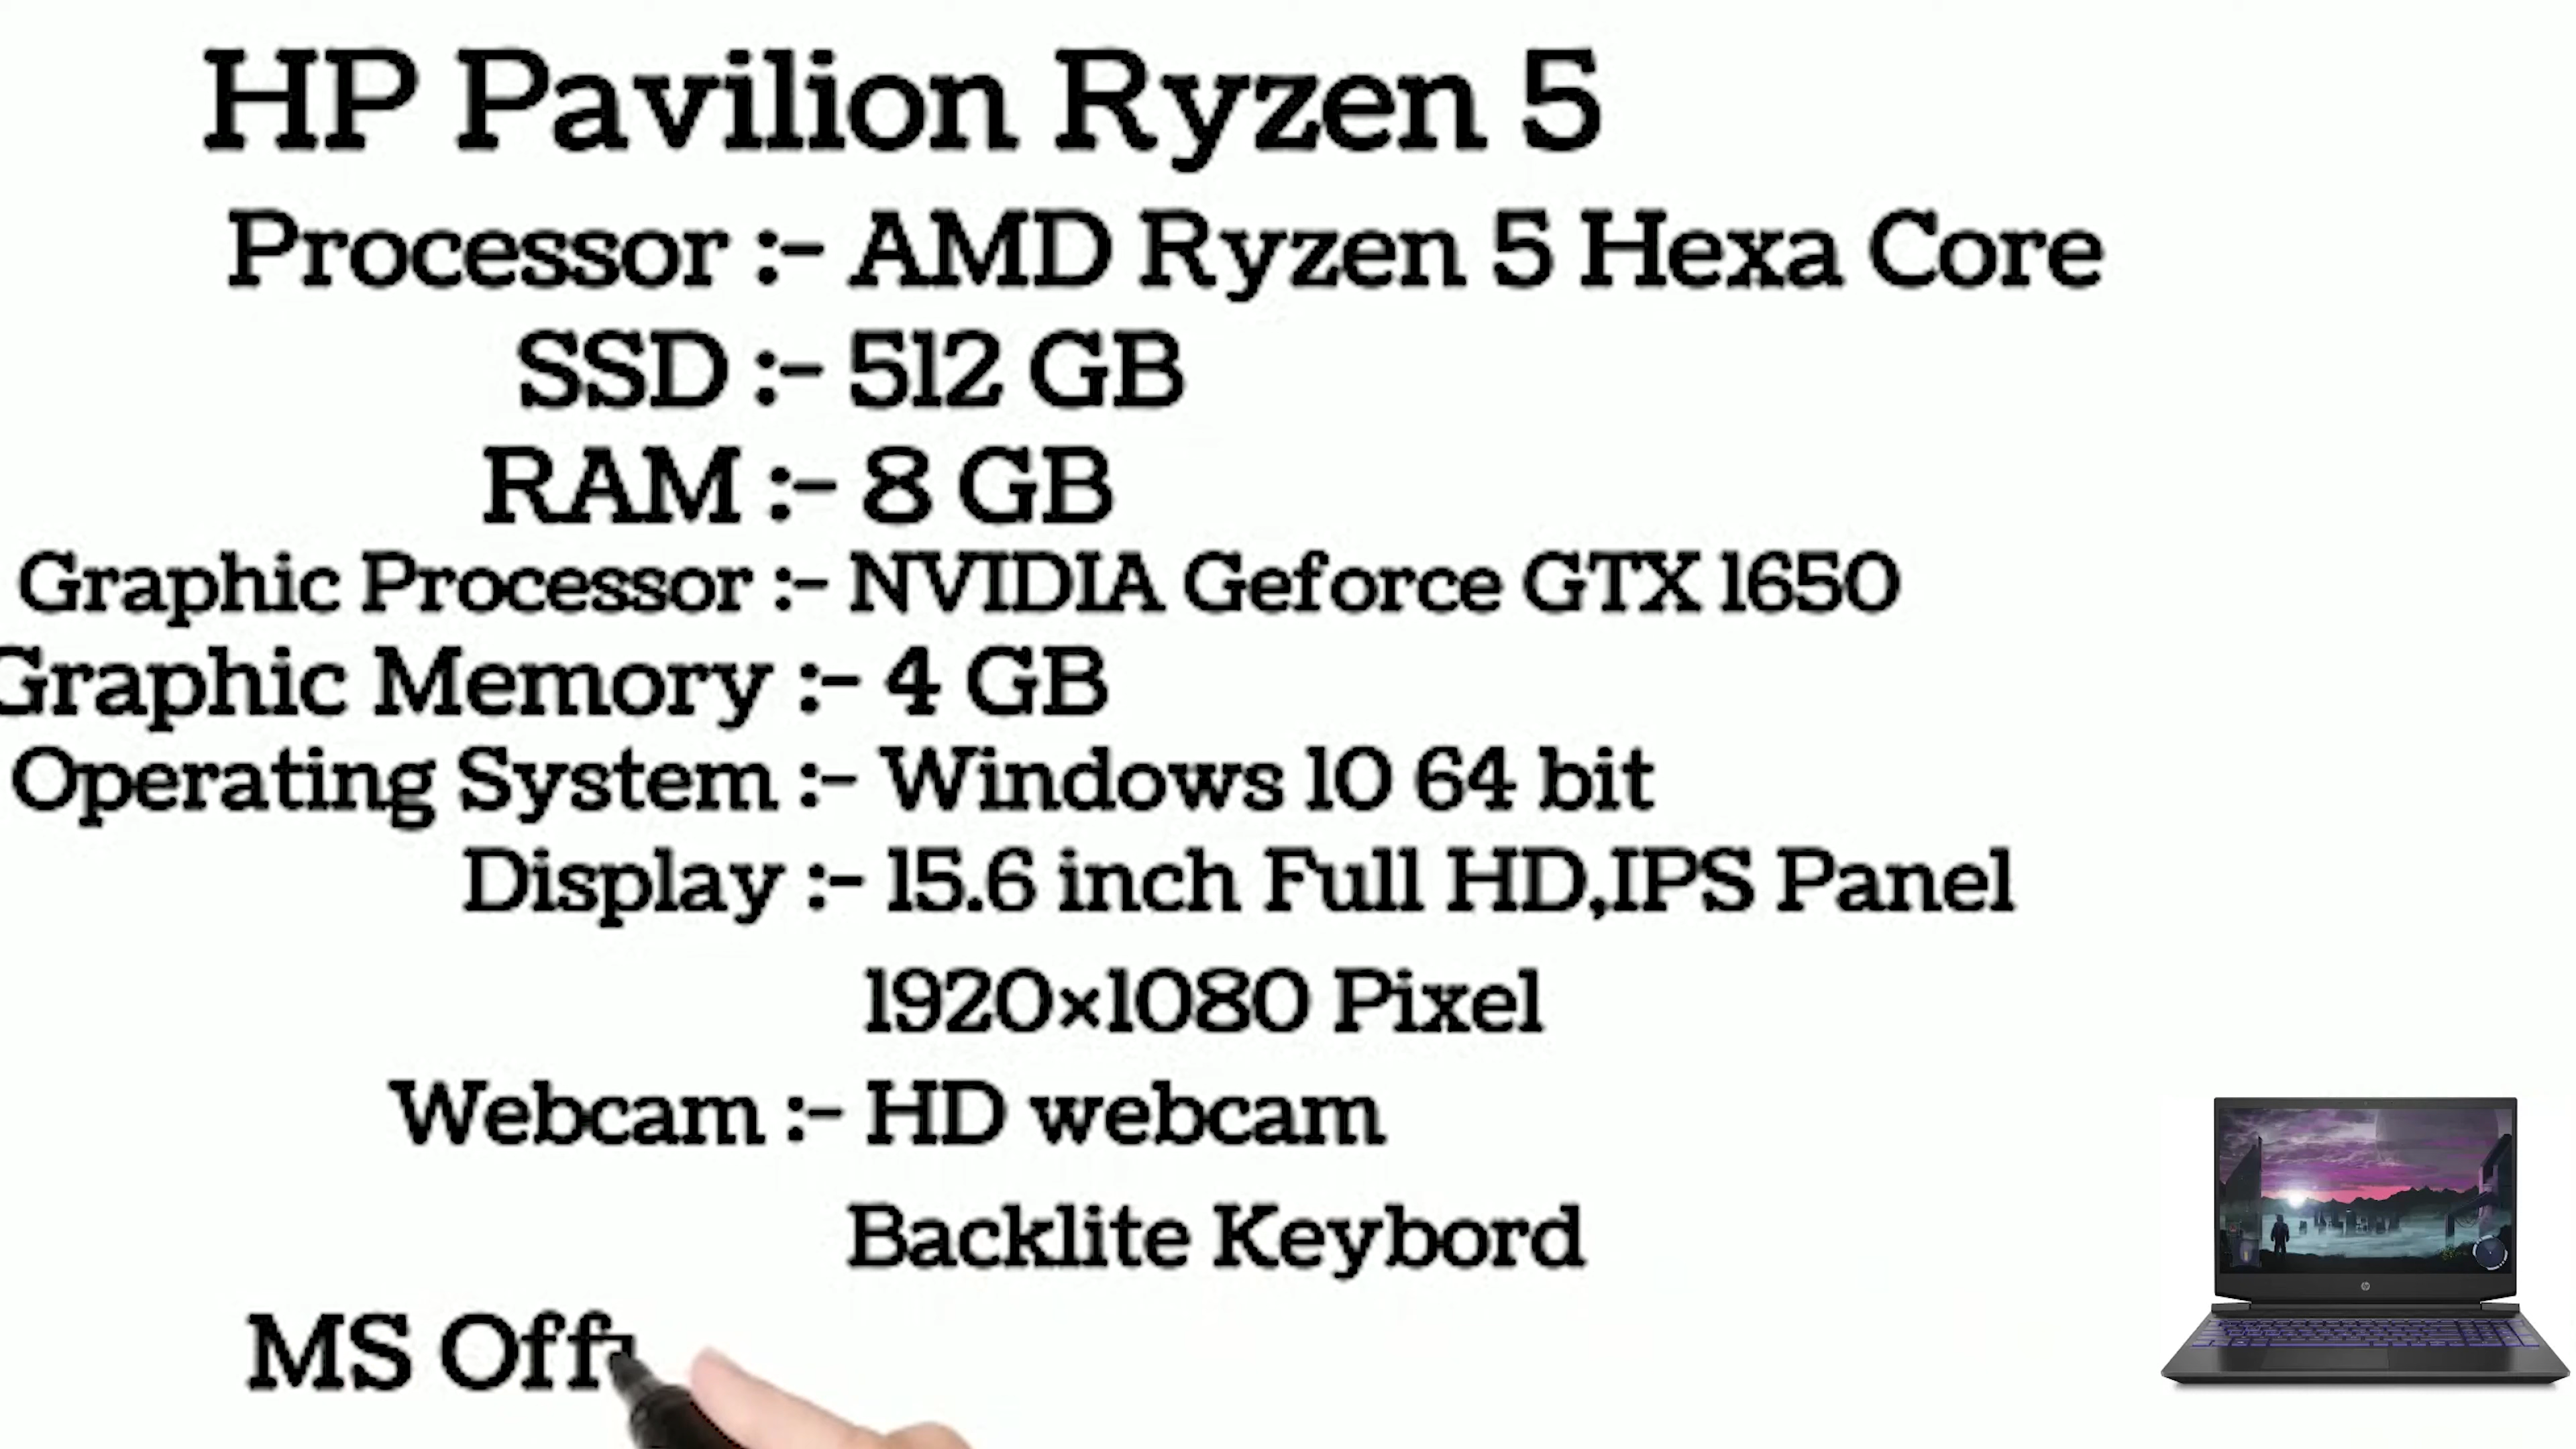 HP Pavilion Ryzen 5
Processor :- AMD Ryzen 5 Hexa Core
SSD :- 512 GB
RAM :- 8 GB
Graphic Processor :- NVIDIA Geforce GTX 1650
Graphic Memory :- 4 GB
Operating System :- Windows 10 64 bit
Display :- 15.6 inch Full HD,IPS Panel
1920×1080 Pixel
Webcam :- HD webcam
Backlite Keybord
MS Off